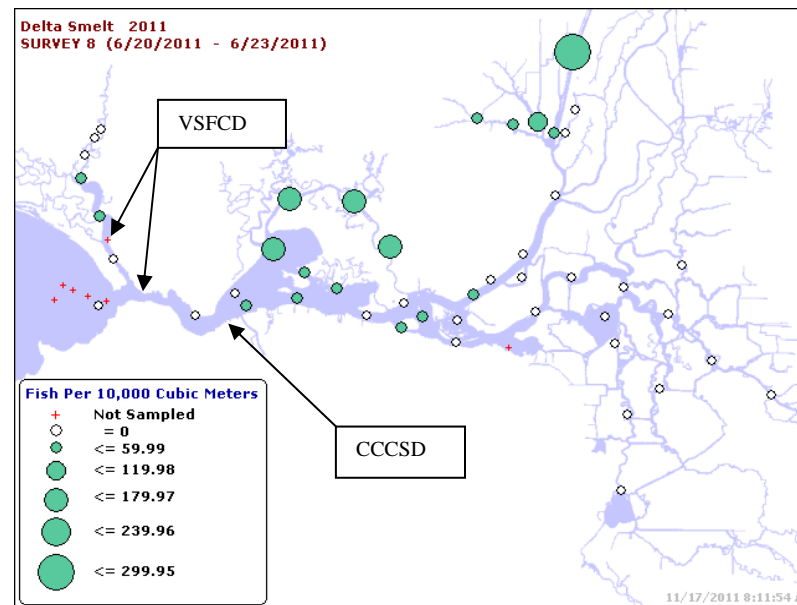 Delta Smelt 2011
SURVEY 8 (6/20/2011 - 6/23/2011)
VSFCD
CCCSD
Fish Per 10,000 Cubic Meters
+ Not Sampled
= 0
<= 59.99
<= 119.98
<= 179.97
<= 239.96
<= 299.95
11/17/2011 8:11:54 A